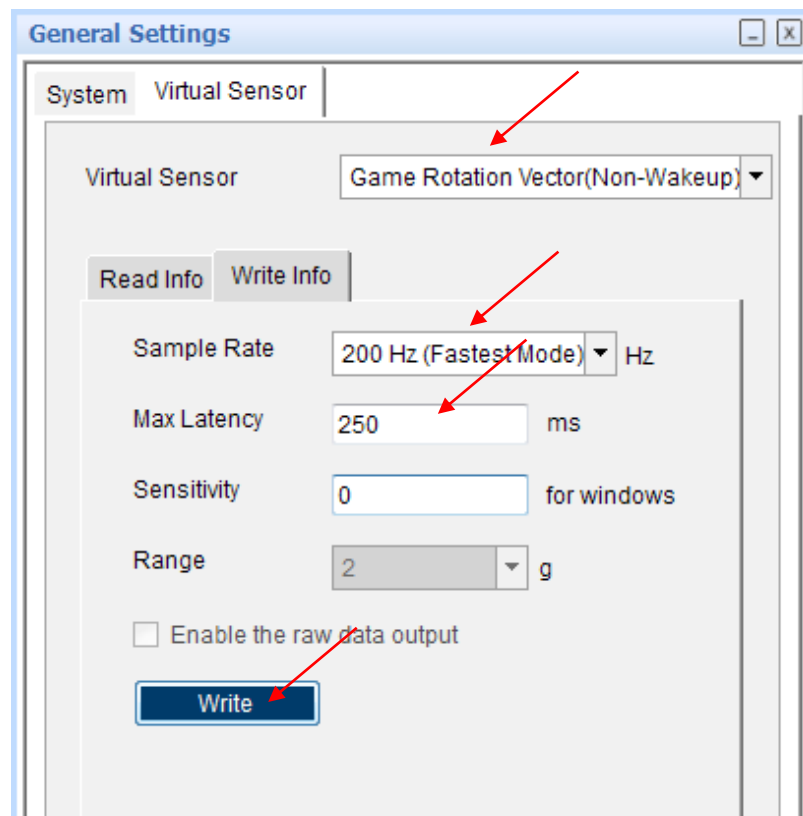 General Settings
System Virtual Sensor
Virtual Sensor Game Rotation Vector(Non-Wakeup)
Read Info Write Info
Sample Rate 200 Hz (Fastest Mode) Hz
Max Latency 250 ms
Sensitivity 0 for windows
Range 2 g
Enable the raw data output
Write